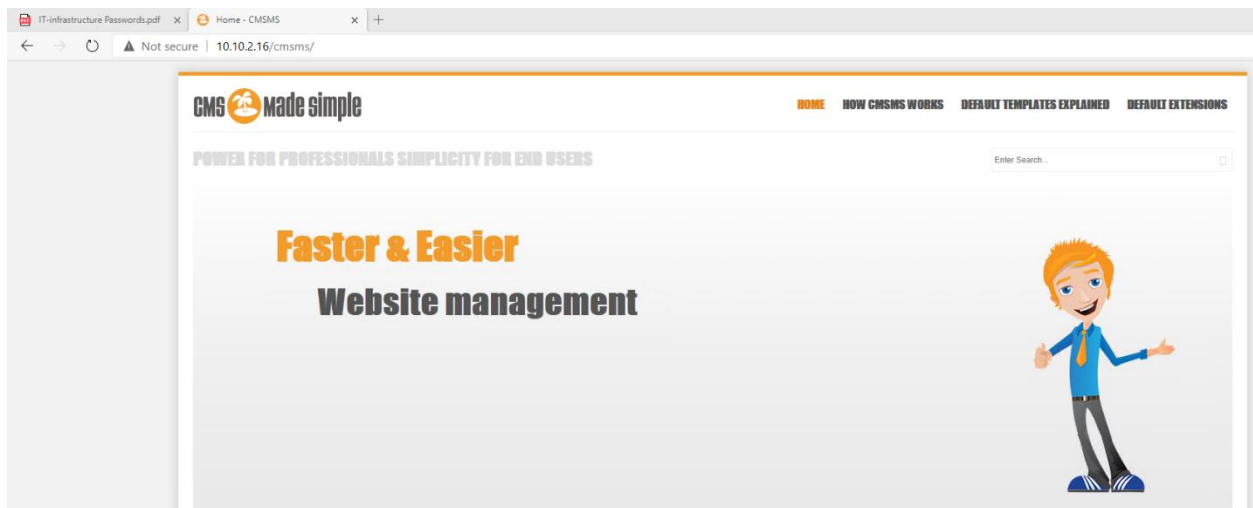 IT-infrastructure Passwords.pdf Home - CMSMS
Not secure 10.10.2.16/cmsms/
CMS Made simple
HOME HOW CMSMS WORKS DEFAULT TEMPLATES EXPLAINED DEFAULT EXTENSIONS
POWER FOR PROFESSIONALS SIMPLICITY FOR END USERS
Enter Search...
Faster & Easier
Website management